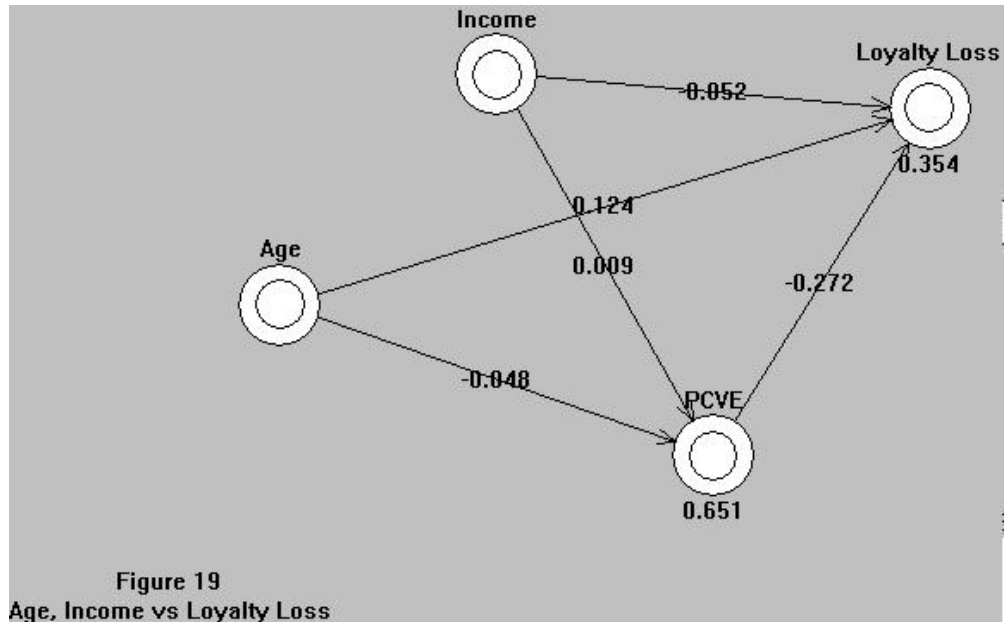 Income
Loyalty Loss
-0.052
0.354
0.124
Age
0.009
-0.272
-0.048
PCVE
0.651
Figure 19
Age, Income vs Loyalty Loss